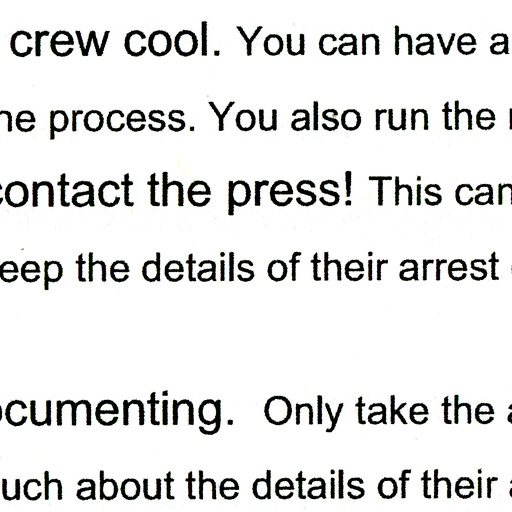 crew cool. You can have a
he process. You also run the
contact the press! This can
eep the details of their arrest
ocumenting. Only take the a
uch about the details of their a